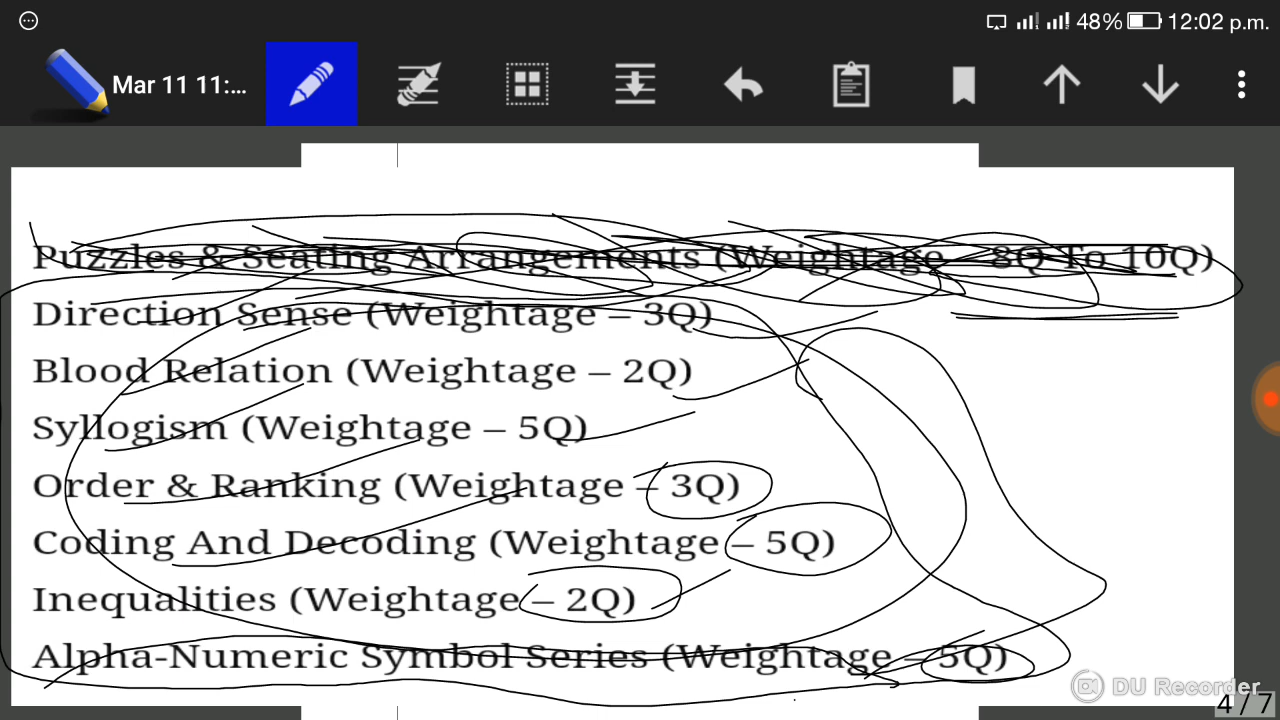 48% 12:02 p.m.
Mar 11 11:...
Puzzles & Seating Arrangements (Weightage – 8Q To 10Q)
Direction Sense (Weightage – 3Q)
Blood Relation (Weightage – 2Q)
Syllogism (Weightage – 5Q)
Order & Ranking (Weightage – 3Q)
Coding And Decoding (Weightage – 5Q)
Inequalities (Weightage – 2Q)
Alpha-Numeric Symbol Series (Weightage – 5Q)
DU Recorder
4 / 7